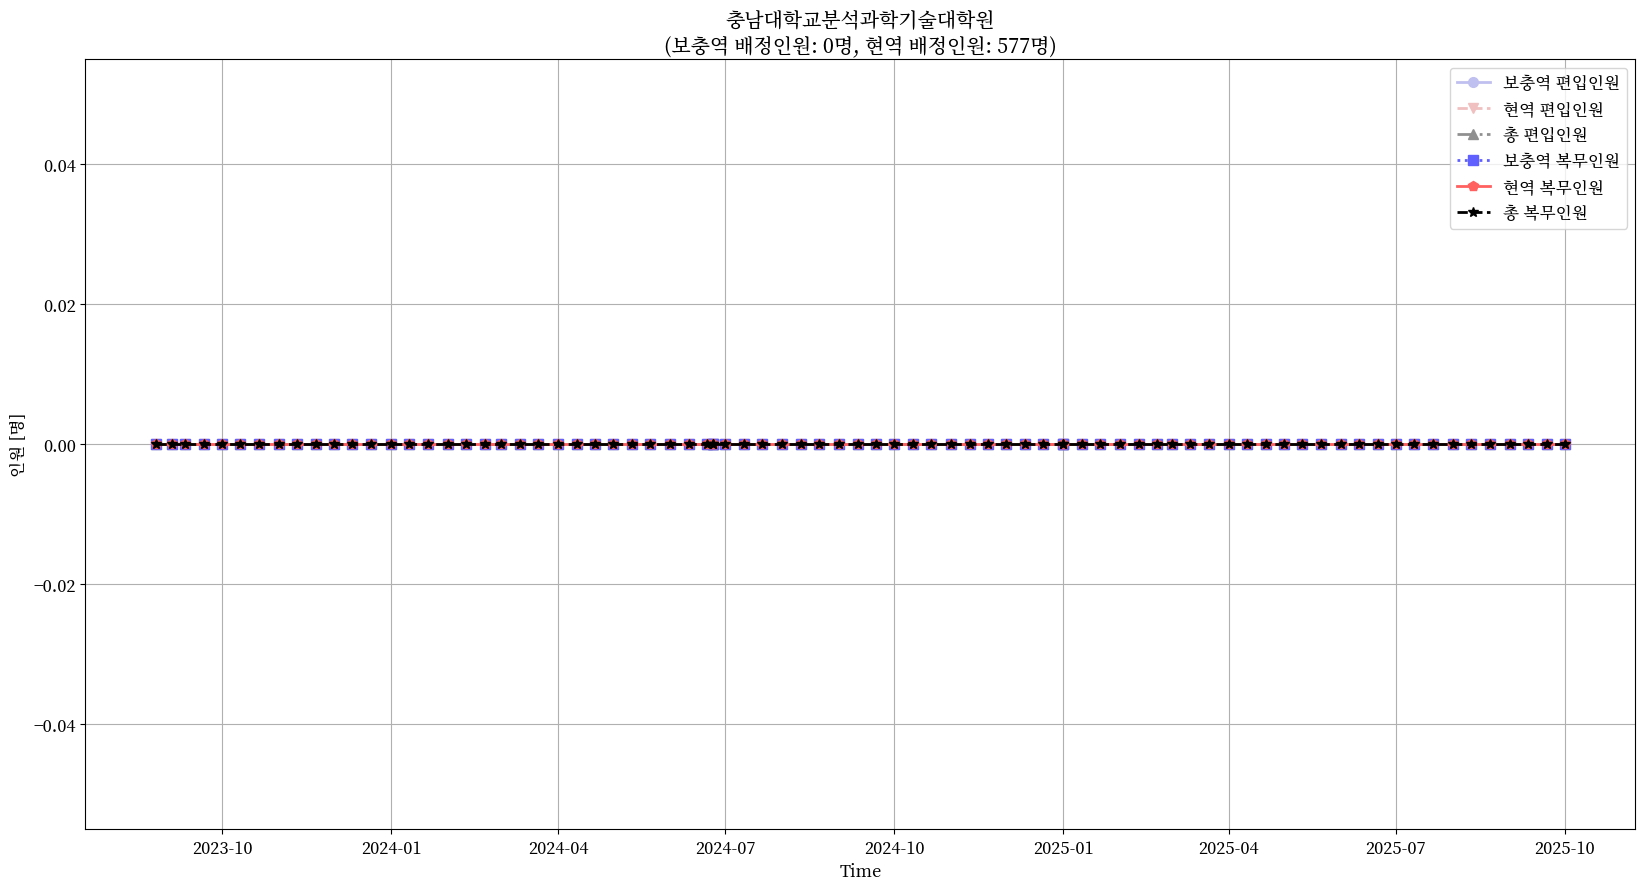 충남대학교분석과학기술대학원
(보충역 배정인원: 0명, 현역 배정인원: 577명)
보충역 편입인원
현역 편입인원
총 편입인원
보충역 복무인원
현역 복무인원
총 복무인원
인원 [명]
0.04
0.02
0.00
−0.02
−0.04
2023-10
2024-01
2024-04
2024-07
2024-10
2025-01
2025-04
2025-07
2025-10
Time